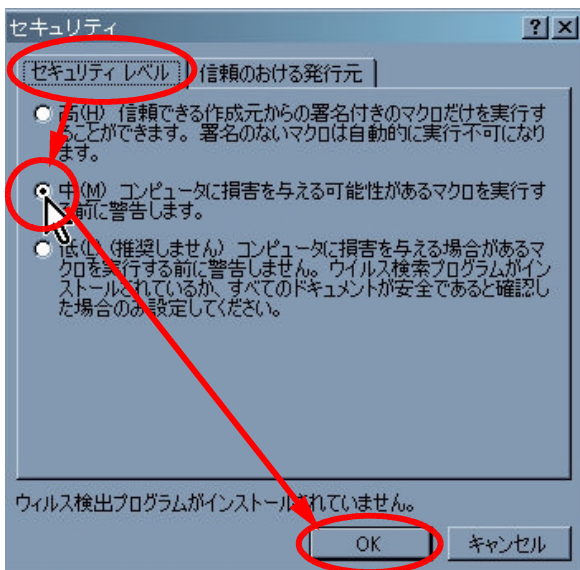 セキュリティ
? ×
セキュリティ レベル
信頼のおける発行元
高(H) 信頼できる作成元からの署名付きのマクロだけを実行す
ることができます。署名のないマクロは自動的に実行不可になり
ます。
中(M) コンピュータに損害を与える可能性があるマクロを実行す
る前に警告します。
低(L) (推奨しません) コンピュータに損害を与える場合があるマ
クロを実行する前に警告しません。ウイルス検索プログラムがイン
ストールされているか、すべてのドキュメントが安全であると確認し
た場合のみ設定してください。
ウィルス検出プログラムがインストールされていません。
OK
キャンセル